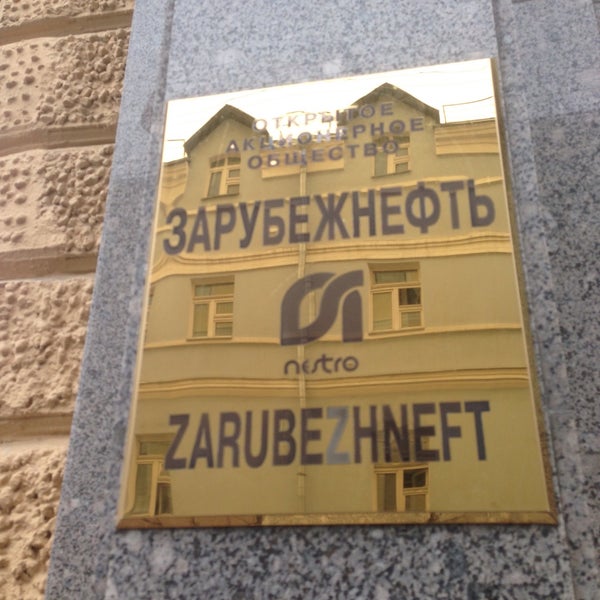 ОТКРЫТОЕ
АКЦИОНЕРНОЕ
ОБЩЕСТВО
ЗАРУБЕЖНЕФТЬ
nestro
ZARUBEZHNEFT